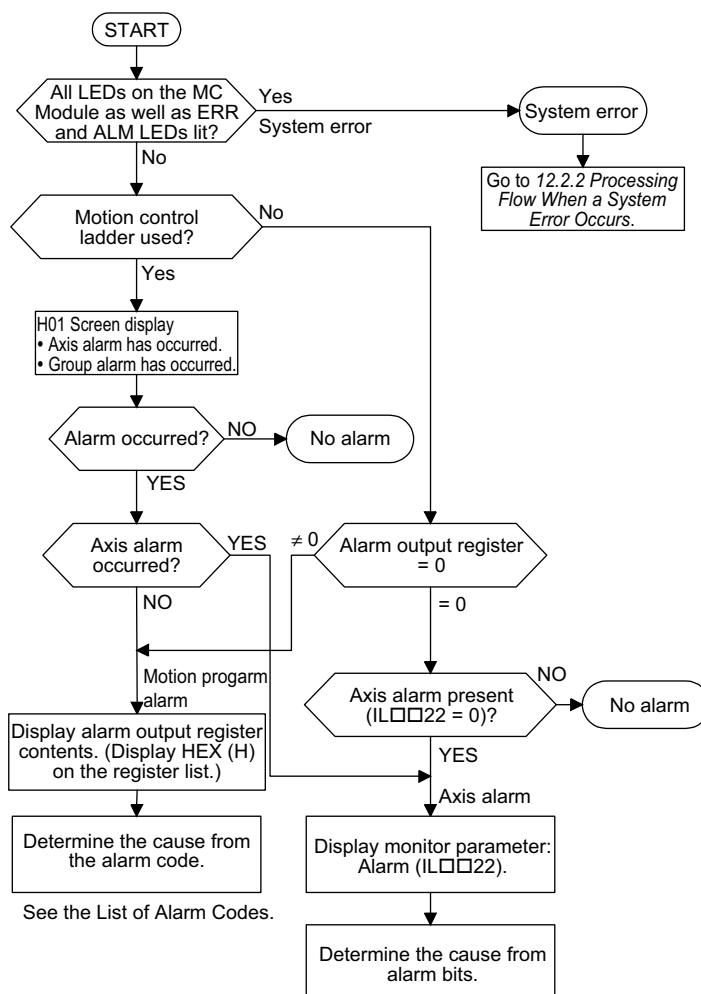 START
All LEDs on the MC
Module as well as ERR
and ALM LEDs lit?
Yes
System error
System error
No
Go to 12.2.2 Processing
Flow When a System
Error Occurs.
Motion control
ladder used?
No
Yes
H01 Screen display
• Axis alarm has occurred.
• Group alarm has occurred.
Alarm occurred?
NO
No alarm
YES
Axis alarm
occurred?
YES
≠ 0
Alarm output register
= 0
NO
= 0
Motion progarm
alarm
Axis alarm present
(IL□□22 = 0)?
NO
No alarm
Display alarm output register
contents. (Display HEX (H)
on the register list.)
YES
Axis alarm
Determine the cause from
the alarm code.
Display monitor parameter:
Alarm (IL□□22).
See the List of Alarm Codes.
Determine the cause from
alarm bits.